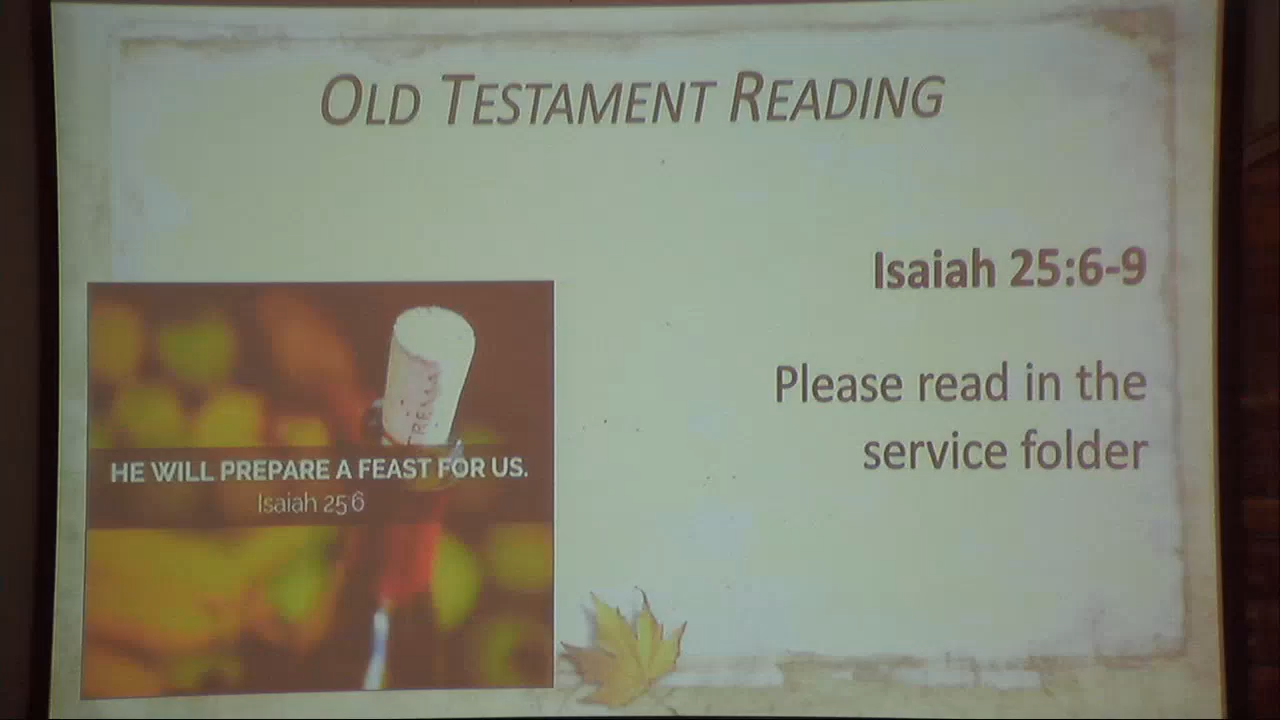 OLD TESTAMENT READING
Isaiah 25:6-9
Please read in the
service folder
HE WILL PREPARE A FEAST FOR US.
Isaiah 25:6